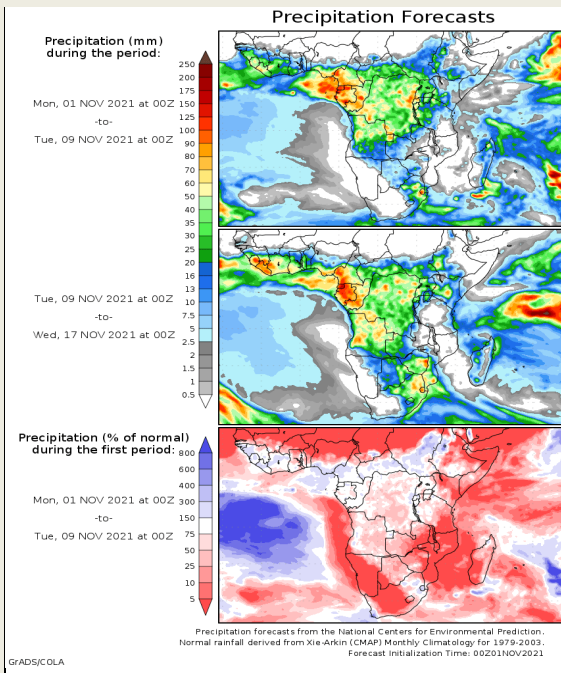 Precipitation Forecasts
Precipitation (mm)
during the period:
Mon, 01 NOV 2021 at 00Z
-to-
Tue, 09 NOV 2021 at 00Z
250
200
175
150
125
100
90
80
70
60
50
40
35
30
25
20
16
13
10
7.5
5
2.5
2
1.5
1
0.5
Tue, 09 NOV 2021 at 00Z
-to-
Wed, 17 NOV 2021 at 00Z
Precipitation (% of normal)
during the first period:
Mon, 01 NOV 2021 at 00Z
-to-
Tue, 09 NOV 2021 at 00Z
800
600
400
300
150
75
50
25
10
5
Precipitation forecasts from the National Centers for Environmental Prediction.
Normal rainfall derived from Xie-Arkin (CMAP) Monthly Climatology for 1979-2003.
Forecast Initialization Time: 00Z01NOV2021
GrADS/COLA